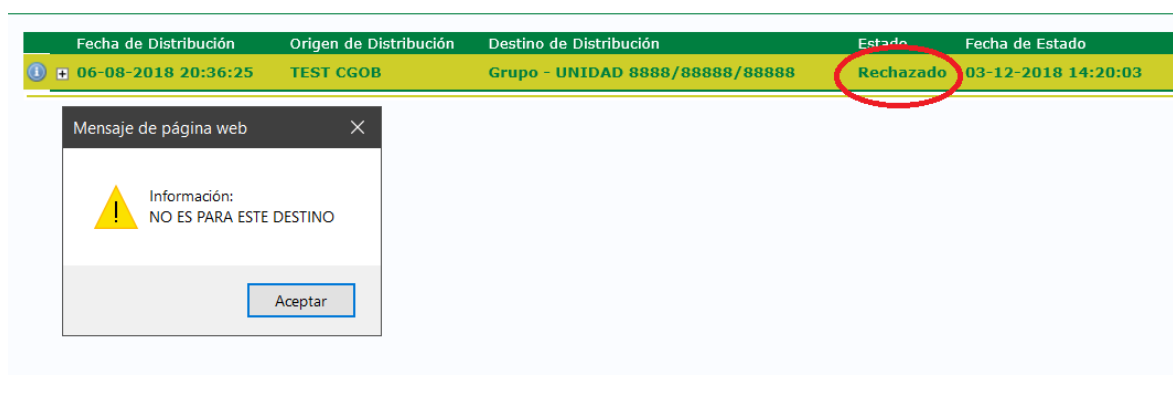 Fecha de Distribución Origen de Distribución Destino de Distribución Estado Fecha de Estado
06-08-2018 20:36:25 TEST CGOB Grupo - UNIDAD 8888/88888/88888 Rechazado 03-12-2018 14:20:03
Mensaje de página web
Información:
NO ES PARA ESTE DESTINO
Aceptar